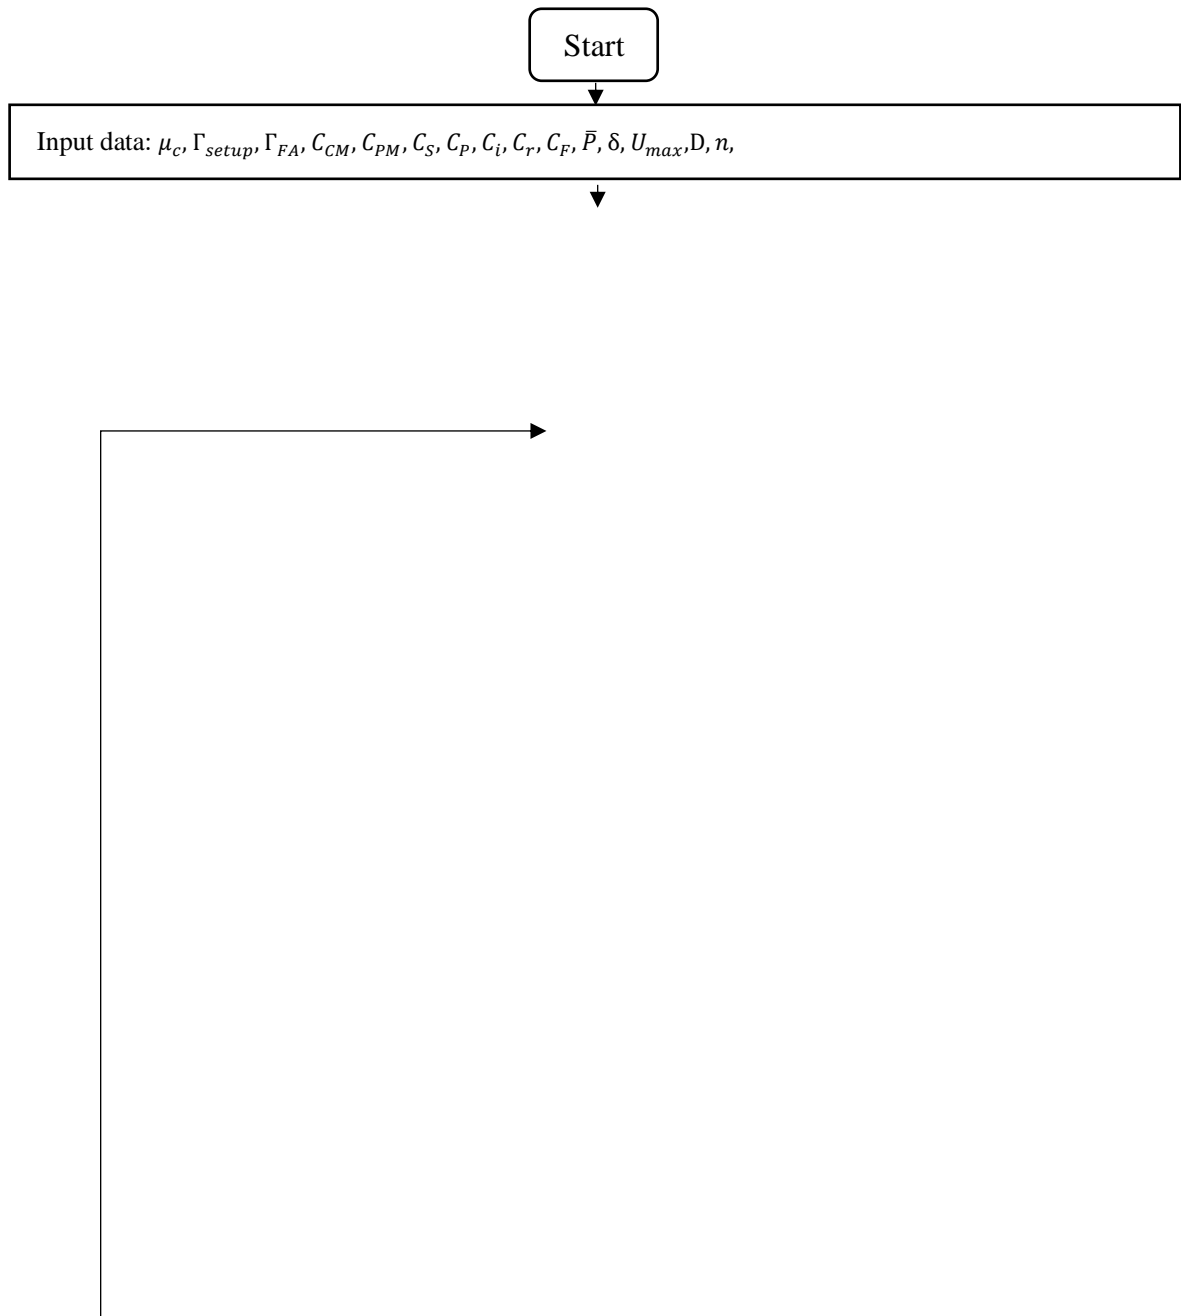 Start
Input data: μ_c, Γ_setup, Γ_FA, C_CM, C_PM, C_S, C_P, C_i, C_r, C_F, P̄, δ, U_max,D, n,